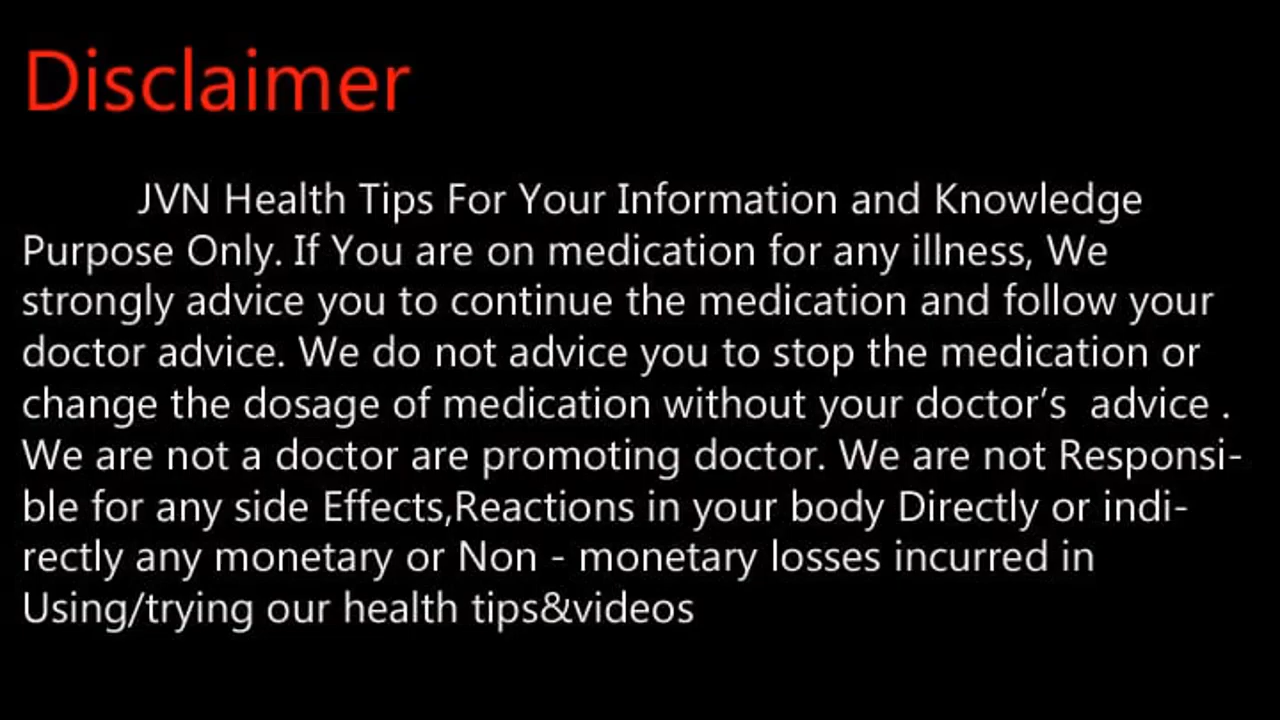 Disclaimer
JVN Health Tips For Your Information and Knowledge
Purpose Only. If You are on medication for any illness, We
strongly advice you to continue the medication and follow your
doctor advice. We do not advice you to stop the medication or
change the dosage of medication without your doctor’s  advice .
We are not a doctor are promoting doctor. We are not Responsi-
ble for any side Effects,Reactions in your body Directly or indi-
rectly any monetary or Non - monetary losses incurred in
Using/trying our health tips&videos